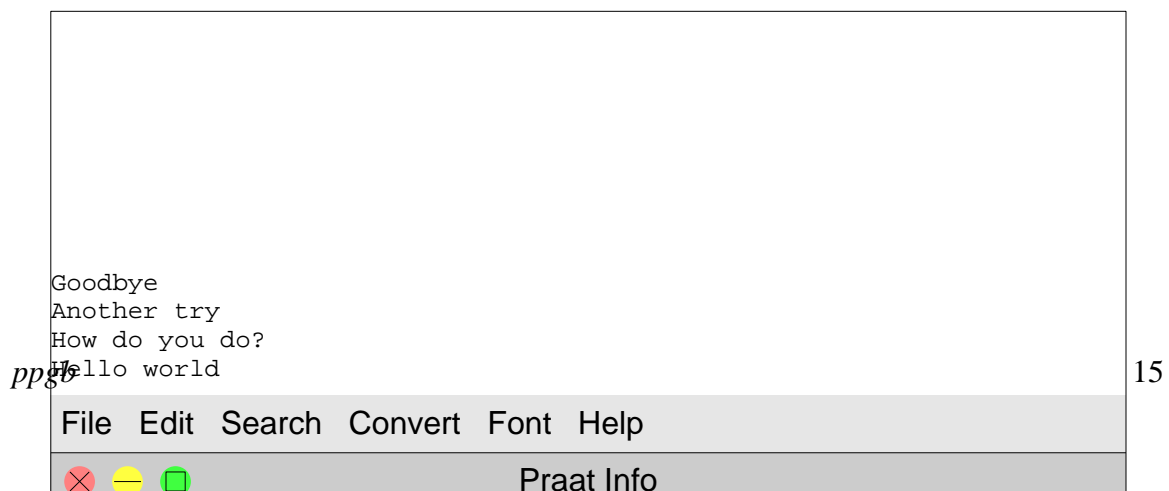 Goodbye
Another try
How do you do?
Hello world
ppgb
15
File Edit Search Convert Font Help
Praat Info